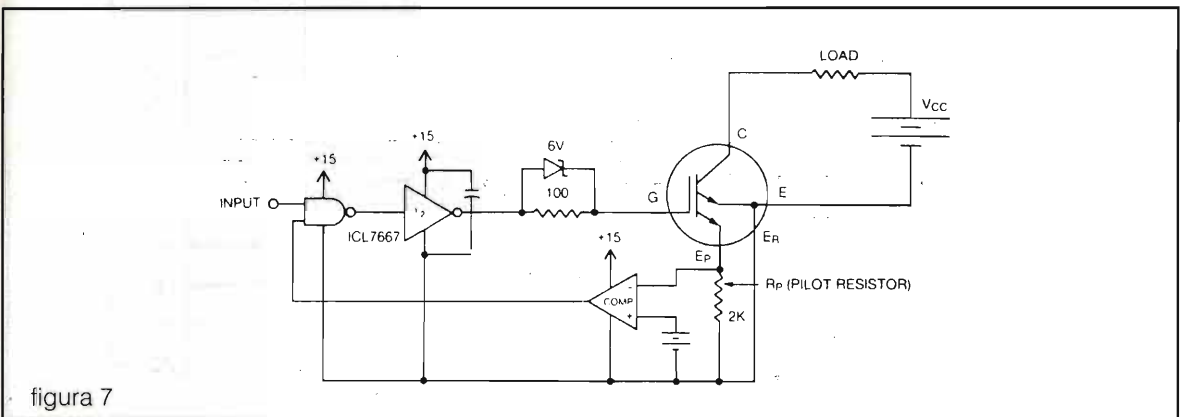 LOAD
VCC
+15
+15
6V
100
C
INPUT
ICL7667
G
E
ER
EP
+15
COMP
-
+
RP (PILOT RESISTOR)
2K
figura 7